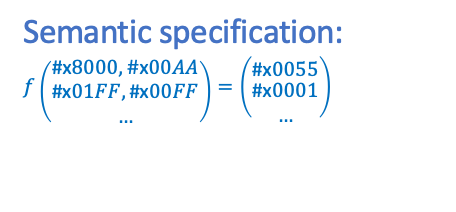 Semantic specification:
f (#x8000, #x00AA) = (#x0055)
#x01FF, #x00FF #x0001
... ...